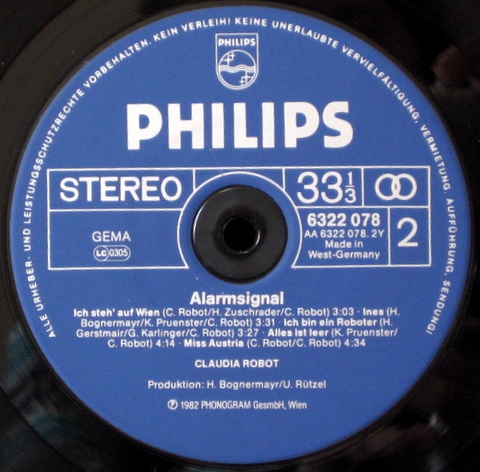 ALLE URHEBER- UND LEISTUNGSSCHUTZRECHTE VORBEHALTEN. KEIN VERLEIH! KEINE UNERLAUBTE VERVIELFÄLTIGUNG, VERMIETUNG, AUFFÜHRUNG, SENDUNG!
PHILIPS
PHILIPS
STEREO 33 1/3
GEMA
LC 0305
6322 078
AA 6322 078. 2Y
Made in
West-Germany
2
Alarmsignal
Ich steh' auf Wien (C. Robot/H. Zuschrader/C. Robot) 3:03 · Ines (H.
Bognermayr/K. Pruenster/C. Robot) 3:31 · Ich bin ein Roboter (H.
Gerstmair/G. Karlinger/C. Robot) 3:27 · Alles ist leer (K. Pruenster/
C. Robot) 4:14 · Miss Austria (C. Robot/C. Robot) 4:34
CLAUDIA ROBOT
Produktion: H. Bognermayr/U. Rützel
℗ 1982 PHONOGRAM GesmbH, Wien